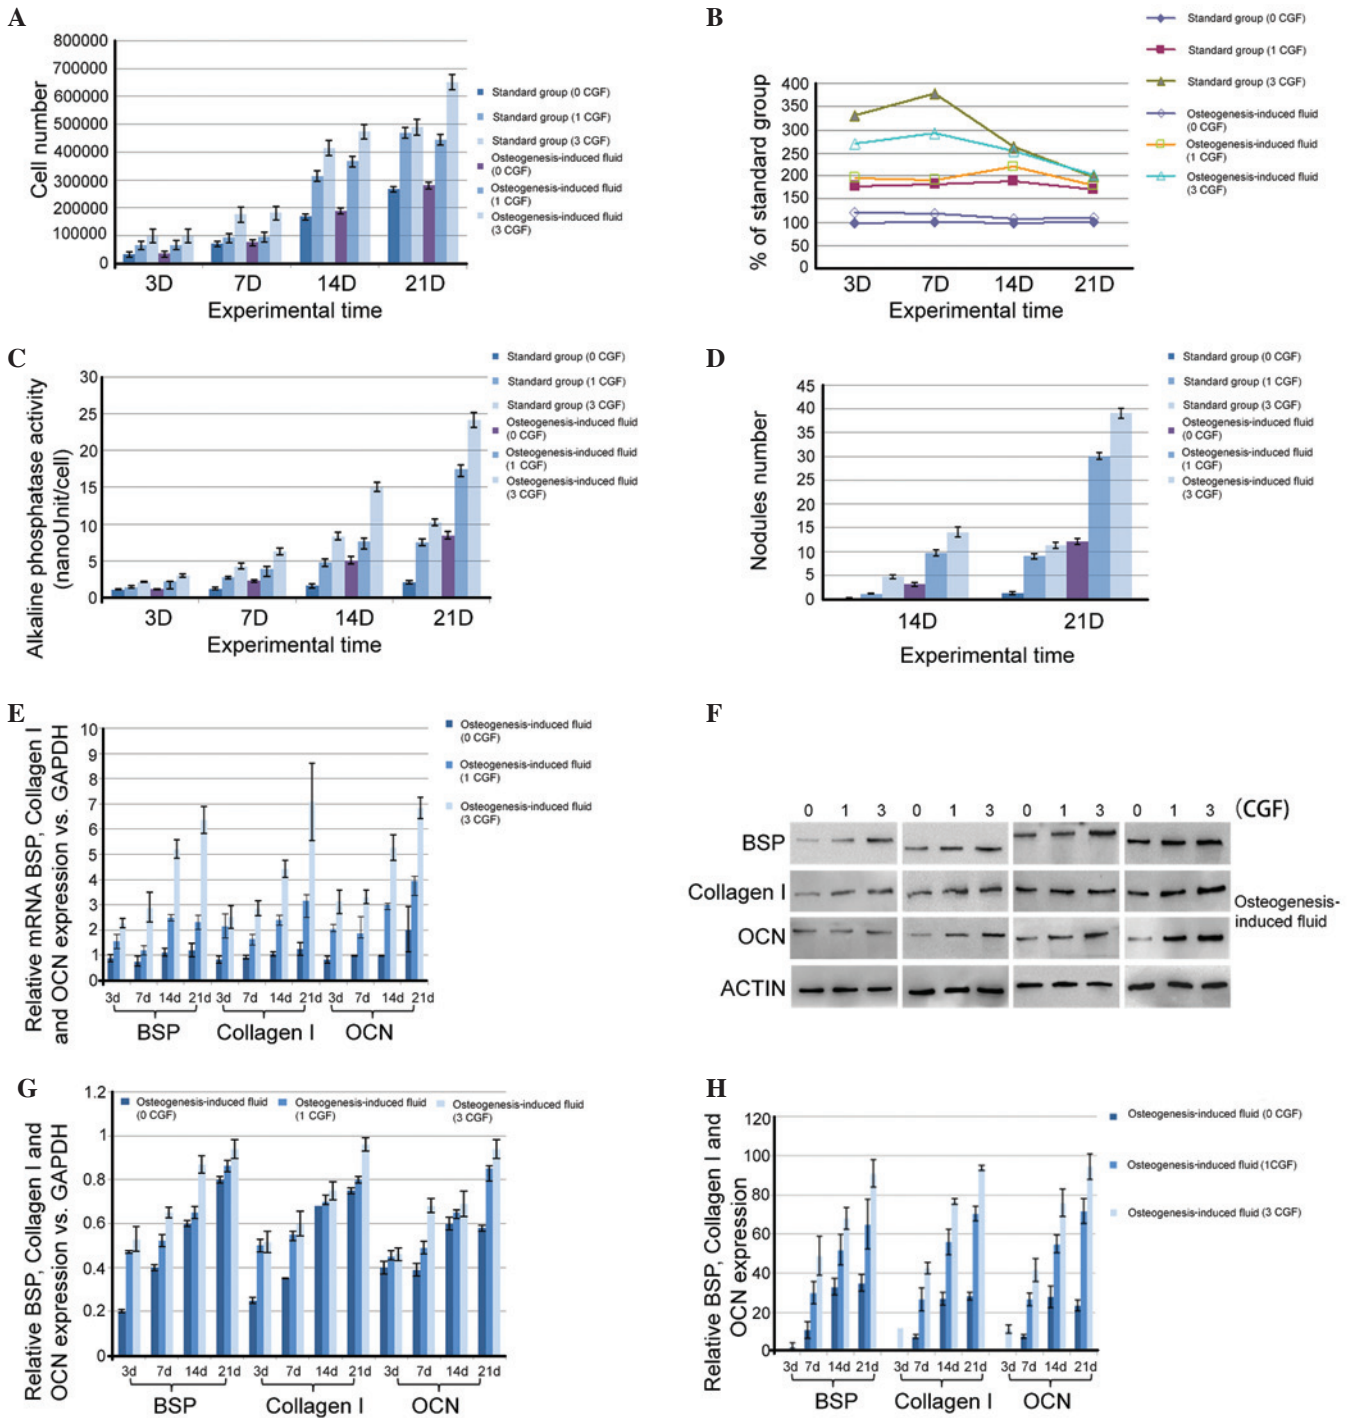 A
800000
700000
600000
500000
400000
300000
200000
100000
0
Cell number
3D 7D 14D 21D
Experimental time
Standard group (0 CGF)
Standard group (1 CGF)
Standard group (3 CGF)
Osteogenesis-induced fluid
(0 CGF)
Osteogenesis-induced fluid
(1 CGF)
Osteogenesis-induced fluid
(3 CGF)
B
400
350
300
250
200
150
100
50
0
% of standard group
3D 7D 14D 21D
Experimental time
Standard group (0 CGF)
Standard group (1 CGF)
Standard group (3 CGF)
Osteogenesis-induced fluid
(0 CGF)
Osteogenesis-induced fluid
(1 CGF)
Osteogenesis-induced fluid
(3 CGF)
C
30
25
20
15
10
5
0
Alkaline phosphatase activity
(nanoUnit/cell)
3D 7D 14D 21D
Experimental time
Standard group (0 CGF)
Standard group (1 CGF)
Standard group (3 CGF)
Osteogenesis-induced fluid
(0 CGF)
Osteogenesis-induced fluid
(1 CGF)
Osteogenesis-induced fluid
(3 CGF)
D
45
40
35
30
25
20
15
10
5
0
Nodules number
14D 21D
Experimental time
Standard group (0 CGF)
Standard group (1 CGF)
Standard group (3 CGF)
Osteogenesis-induced fluid
(0 CGF)
Osteogenesis-induced fluid
(1 CGF)
Osteogenesis-induced fluid
(3 CGF)
E
10
9
8
7
6
5
4
3
2
1
0
Relative mRNA BSP, Collagen I
and OCN expression vs. GAPDH
3d 7d 14d 21d 3d 7d 14d 21d 3d 7d 14d 21d
BSP Collagen I OCN
Osteogenesis-induced fluid
(0 CGF)
Osteogenesis-induced fluid
(1 CGF)
Osteogenesis-induced fluid
(3 CGF)
F
0 1 3 0 1 3 0 1 3 0 1 3 (CGF)
BSP
Collagen I
OCN
ACTIN
Osteogenesis-
induced fluid
G
1.2
1
0.8
0.6
0.4
0.2
0
Relative BSP, Collagen I and
OCN expression vs. GAPDH
Osteogenesis-induced fluid
(0 CGF)
Osteogenesis-induced fluid
(1 CGF)
Osteogenesis-induced fluid
(3 CGF)
3d 7d 14d 21d 3d 7d 14d 21d 3d 7d 14d 21d
BSP Collagen I OCN
H
120
100
80
60
40
20
0
Relative BSP, Collagen I and
OCN expression
3d 7d 14d 21d 3d 7d 14d 21d 3d 7d 14d 21d
BSP Collagen I OCN
Osteogenesis-induced fluid (0 CGF)
Osteogenesis-induced fluid (1CGF)
Osteogenesis-induced fluid (3 CGF)